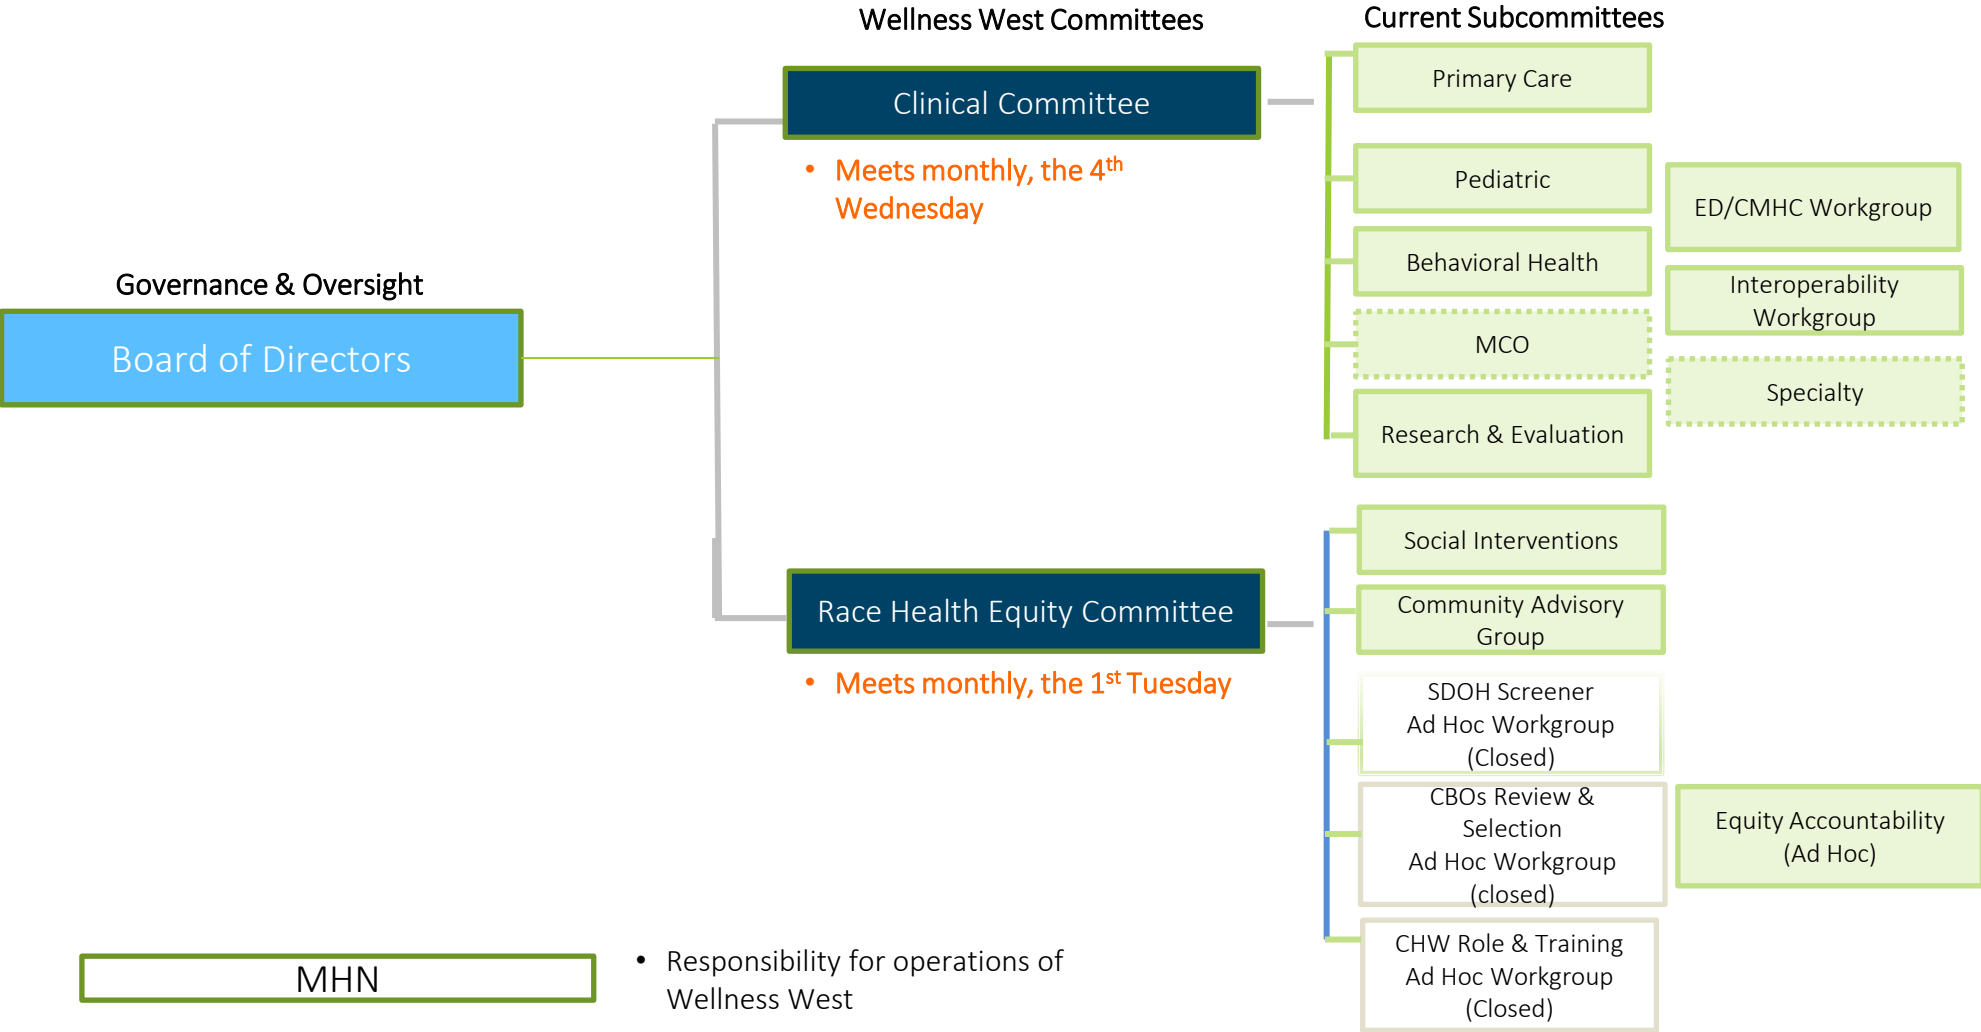 Wellness West Committees
Current Subcommittees
Governance & Oversight
Board of Directors
Clinical Committee
• Meets monthly, the 4th
Wednesday
Primary Care
Pediatric
Behavioral Health
MCO
Research & Evaluation
ED/CMHC Workgroup
Interoperability
Workgroup
Specialty
Race Health Equity Committee
• Meets monthly, the 1st Tuesday
Social Interventions
Community Advisory
Group
SDOH Screener
Ad Hoc Workgroup
(Closed)
CBOs Review &
Selection
Ad Hoc Workgroup
(closed)
CHW Role & Training
Ad Hoc Workgroup
(Closed)
Equity Accountability
(Ad Hoc)
MHN
• Responsibility for operations of
Wellness West